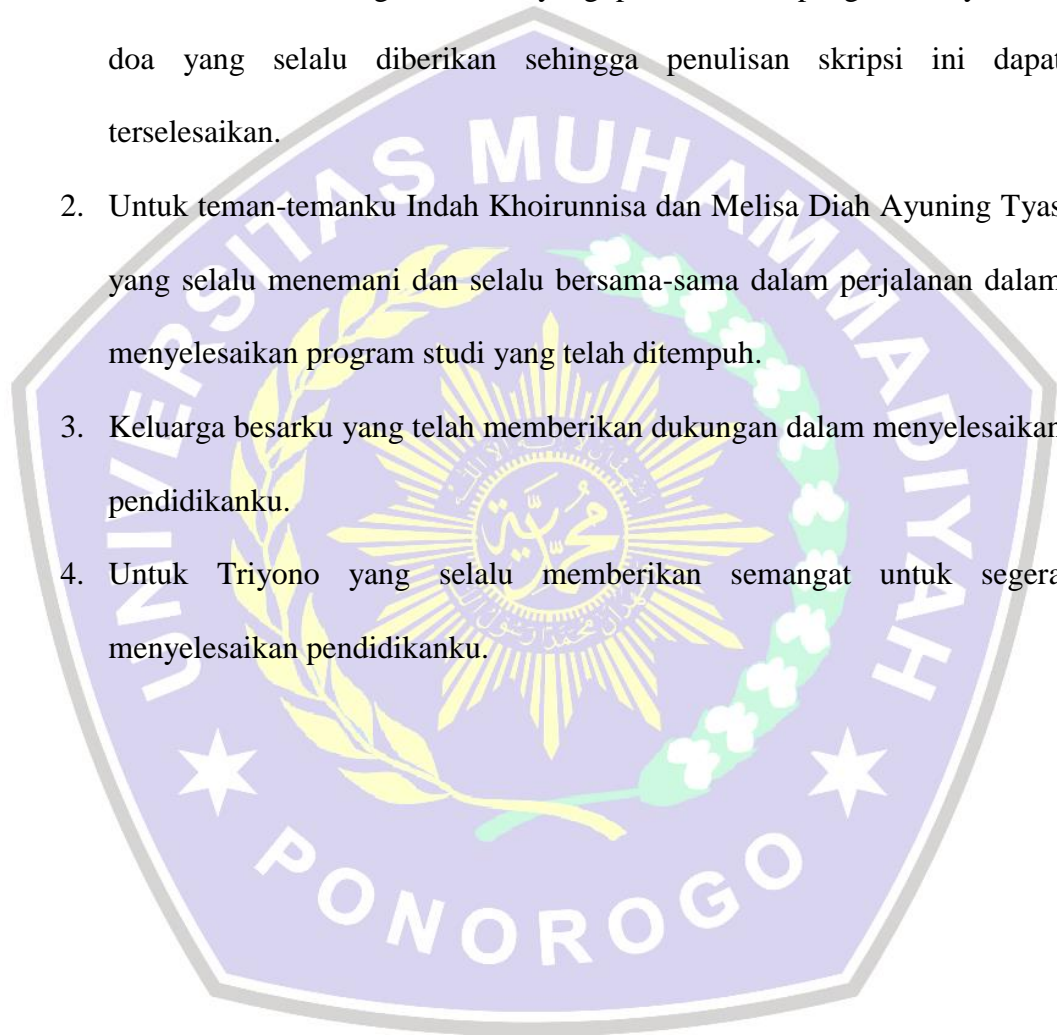 doa yang selalu diberikan sehingga penulisan skripsi ini dapat
terselesaikan.
2. Untuk teman-temanku Indah Khoirunnisa dan Melisa Diah Ayuning Tyas
yang selalu menemani dan selalu bersama-sama dalam perjalanan dalam
menyelesaikan program studi yang telah ditempuh.
3. Keluarga besarku yang telah memberikan dukungan dalam menyelesaikan
pendidikanku.
4. Untuk Triyono yang selalu memberikan semangat untuk segera
menyelesaikan pendidikanku.
UNIVERSITAS MUHAMMADIYAH
PONOROGO
محمدية